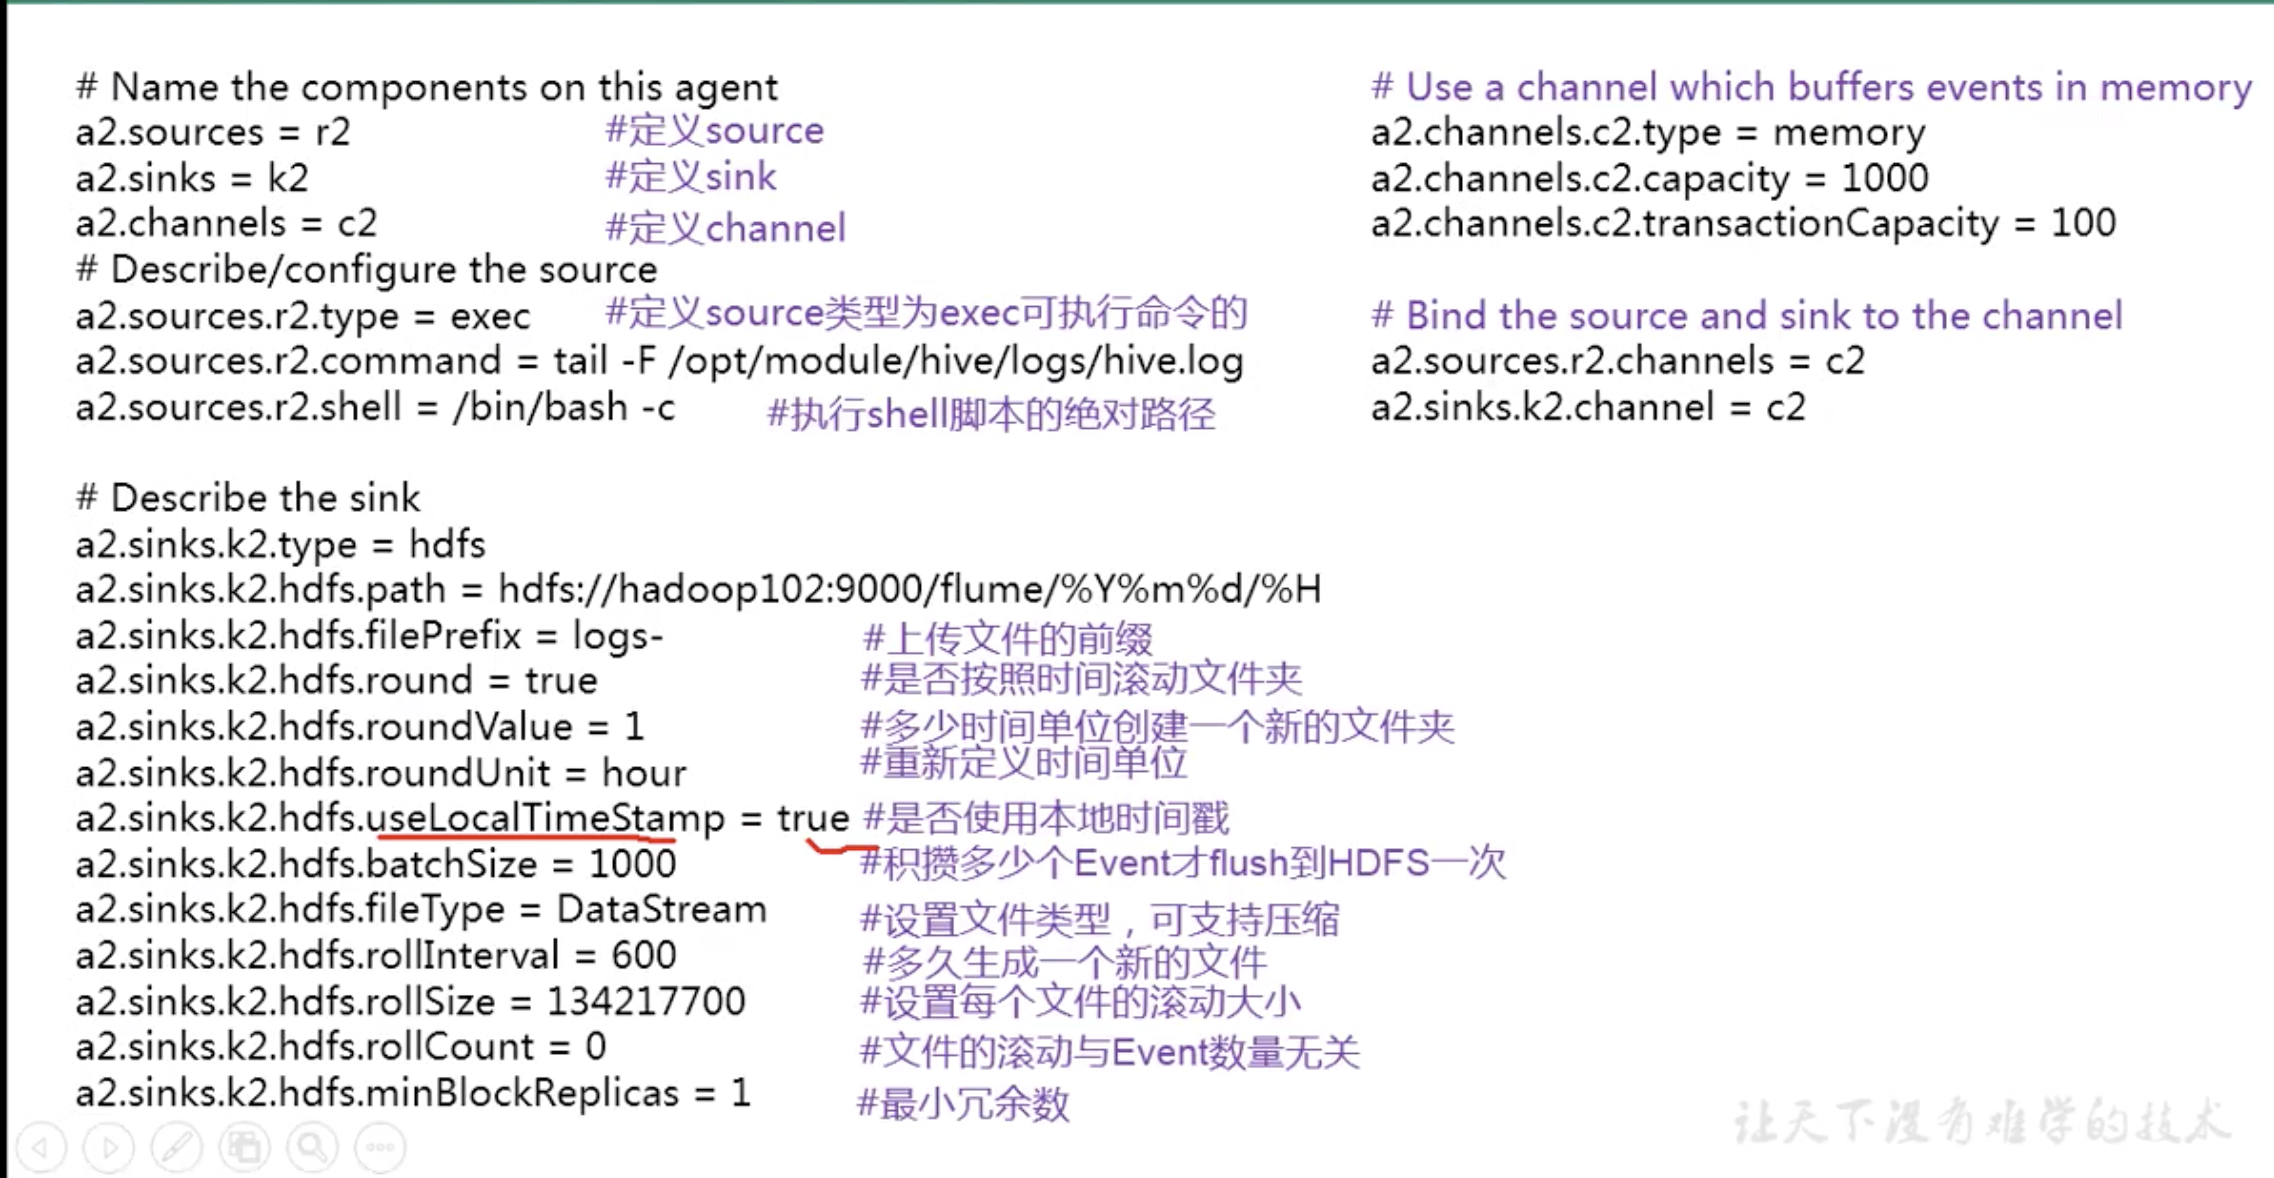 # Name the components on this agent
a2.sources = r2 #定义source
a2.sinks = k2 #定义sink
a2.channels = c2 #定义channel
# Describe/configure the source
a2.sources.r2.type = exec #定义source类型为exec可执行命令的
a2.sources.r2.command = tail -F /opt/module/hive/logs/hive.log
a2.sources.r2.shell = /bin/bash -c #执行shell脚本的绝对路径
# Describe the sink
a2.sinks.k2.type = hdfs
a2.sinks.k2.hdfs.path = hdfs://hadoop102:9000/flume/%Y%m%d/%H
a2.sinks.k2.hdfs.filePrefix = logs- #上传文件的前缀
a2.sinks.k2.hdfs.round = true #是否按照时间滚动文件夹
a2.sinks.k2.hdfs.roundValue = 1 #多少时间单位创建一个新的文件夹
a2.sinks.k2.hdfs.roundUnit = hour #重新定义时间单位
a2.sinks.k2.hdfs.useLocalTimeStamp = true #是否使用本地时间戳
a2.sinks.k2.hdfs.batchSize = 1000 #积攒多少个Event才flush到HDFS一次
a2.sinks.k2.hdfs.fileType = DataStream #设置文件类型，可支持压缩
a2.sinks.k2.hdfs.rollInterval = 600 #多久生成一个新的文件
a2.sinks.k2.hdfs.rollSize = 134217700 #设置每个文件的滚动大小
a2.sinks.k2.hdfs.rollCount = 0 #文件的滚动与Event数量无关
a2.sinks.k2.hdfs.minBlockReplicas = 1 #最小冗余数
# Use a channel which buffers events in memory
a2.channels.c2.type = memory
a2.channels.c2.capacity = 1000
a2.channels.c2.transactionCapacity = 100
# Bind the source and sink to the channel
a2.sources.r2.channels = c2
a2.sinks.k2.channel = c2
让天下没有难学的技术